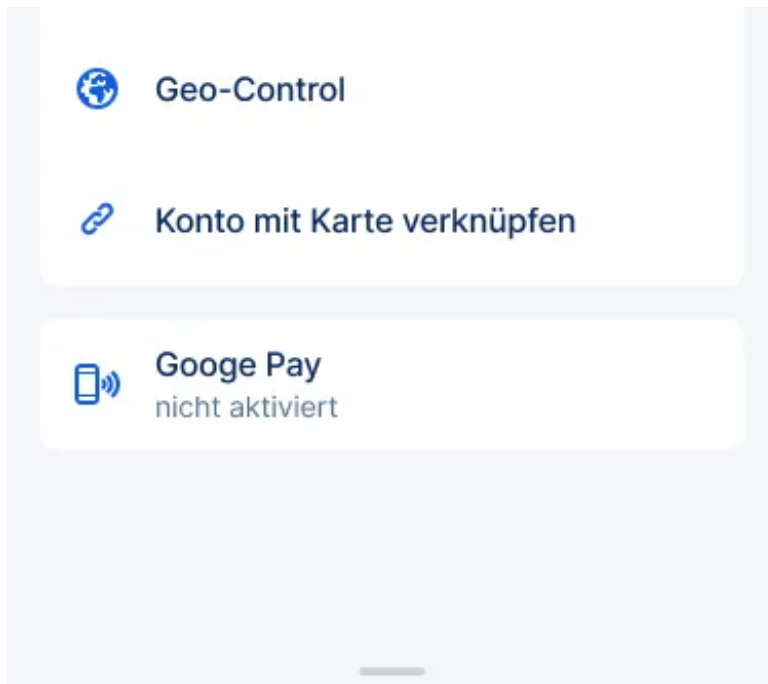 Geo-Control
Konto mit Karte verknüpfen
Googe Pay
nicht aktiviert